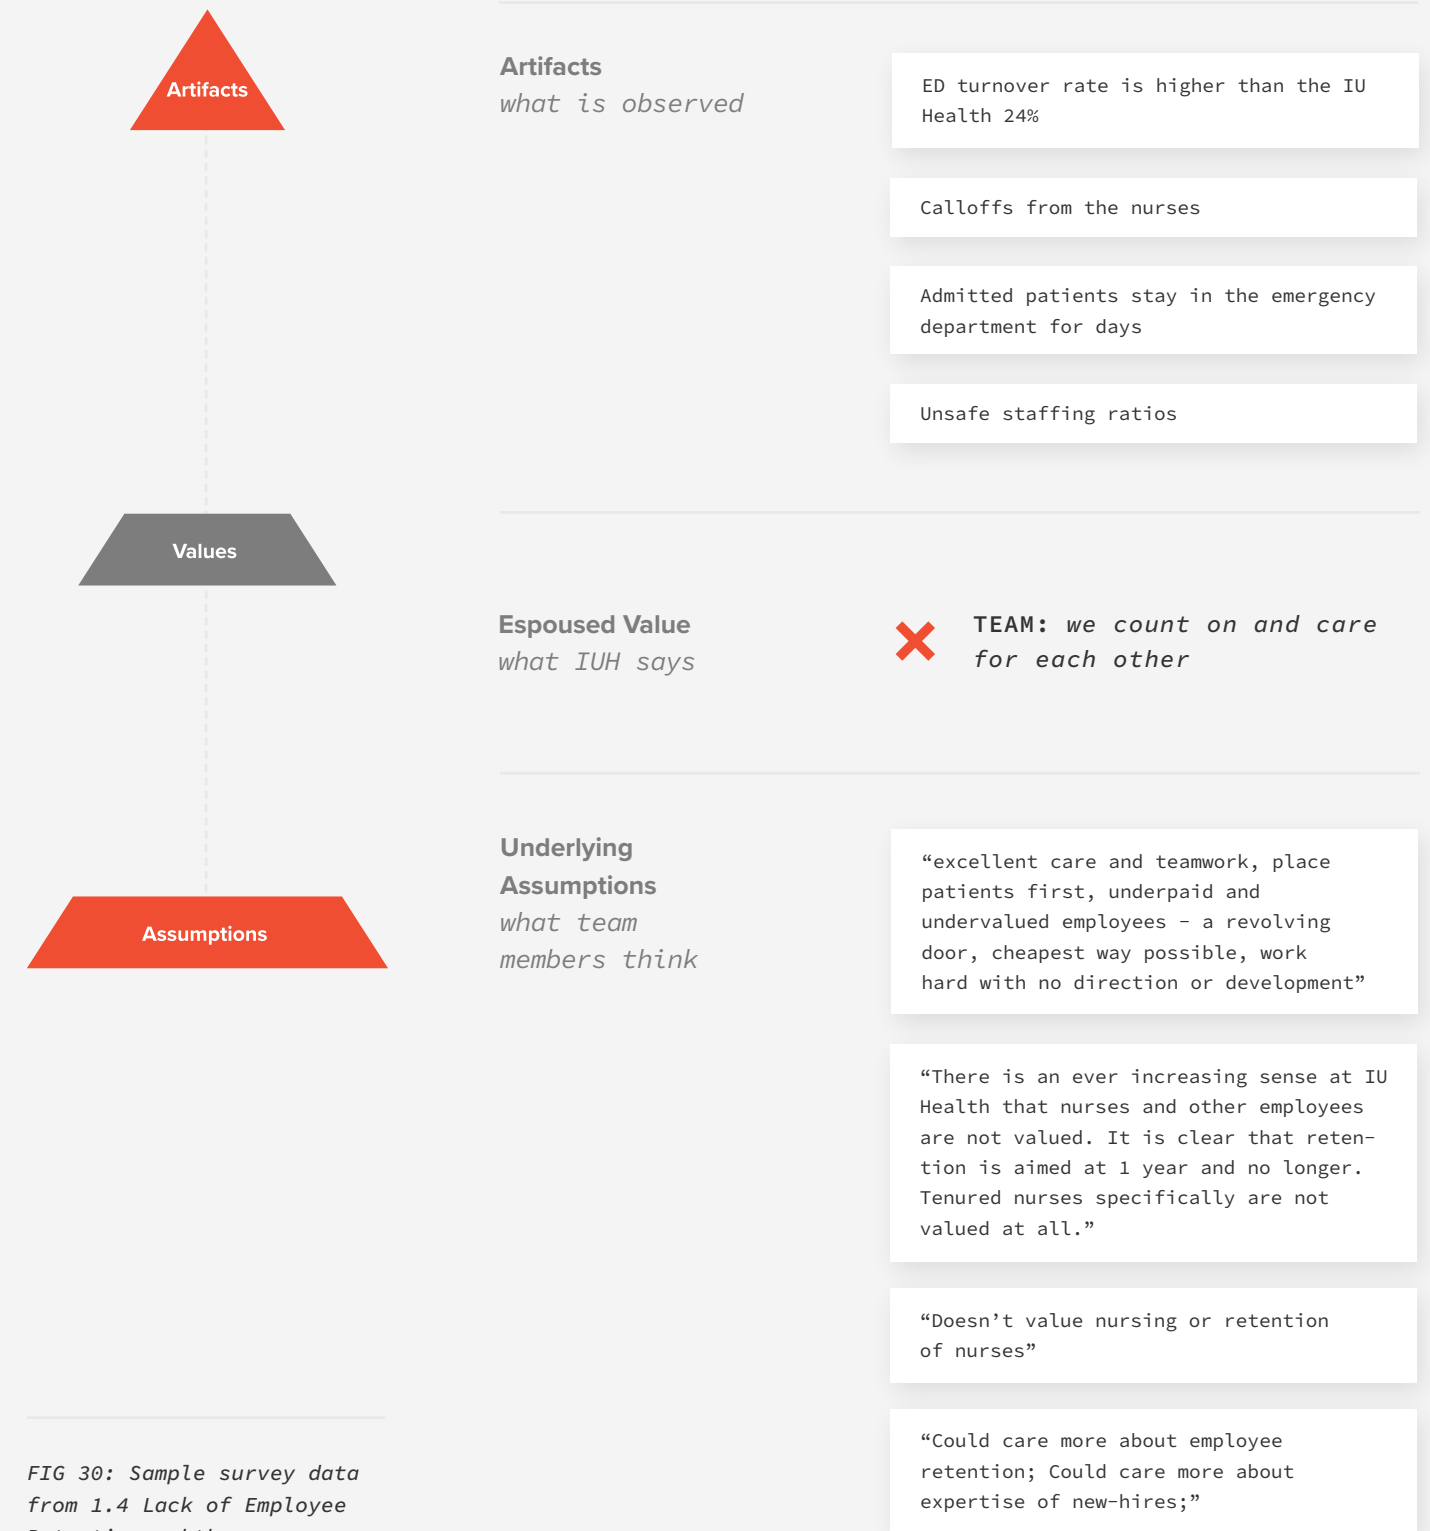 Artifacts
Artifacts
what is observed
ED turnover rate is higher than the IU
Health 24%
Calloffs from the nurses
Admitted patients stay in the emergency
department for days
Unsafe staffing ratios
Values
Espoused Value
what IUH says
TEAM: we count on and care
for each other
Assumptions
Underlying
Assumptions
what team
members think
“excellent care and teamwork, place
patients first, underpaid and
undervalued employees – a revolving
door, cheapest way possible, work
hard with no direction or development”
“There is an ever increasing sense at IU
Health that nurses and other employees
are not valued. It is clear that reten-
tion is aimed at 1 year and no longer.
Tenured nurses specifically are not
valued at all.”
“Doesn’t value nursing or retention
of nurses”
“Could care more about employee
retention; Could care more about
expertise of new-hires;”
FIG 30: Sample survey data
from 1.4 Lack of Employee